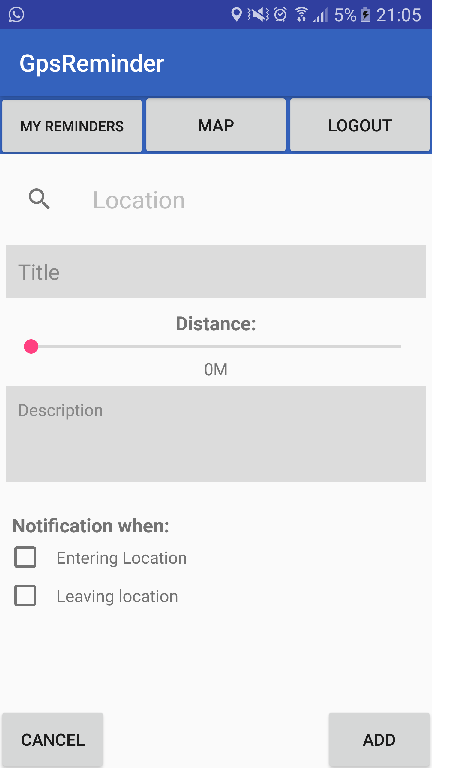 5% 21:05
GpsReminder
MY REMINDERS MAP LOGOUT
Location
Title
Distance:
0M
Description
Notification when:
Entering Location
Leaving location
CANCEL ADD